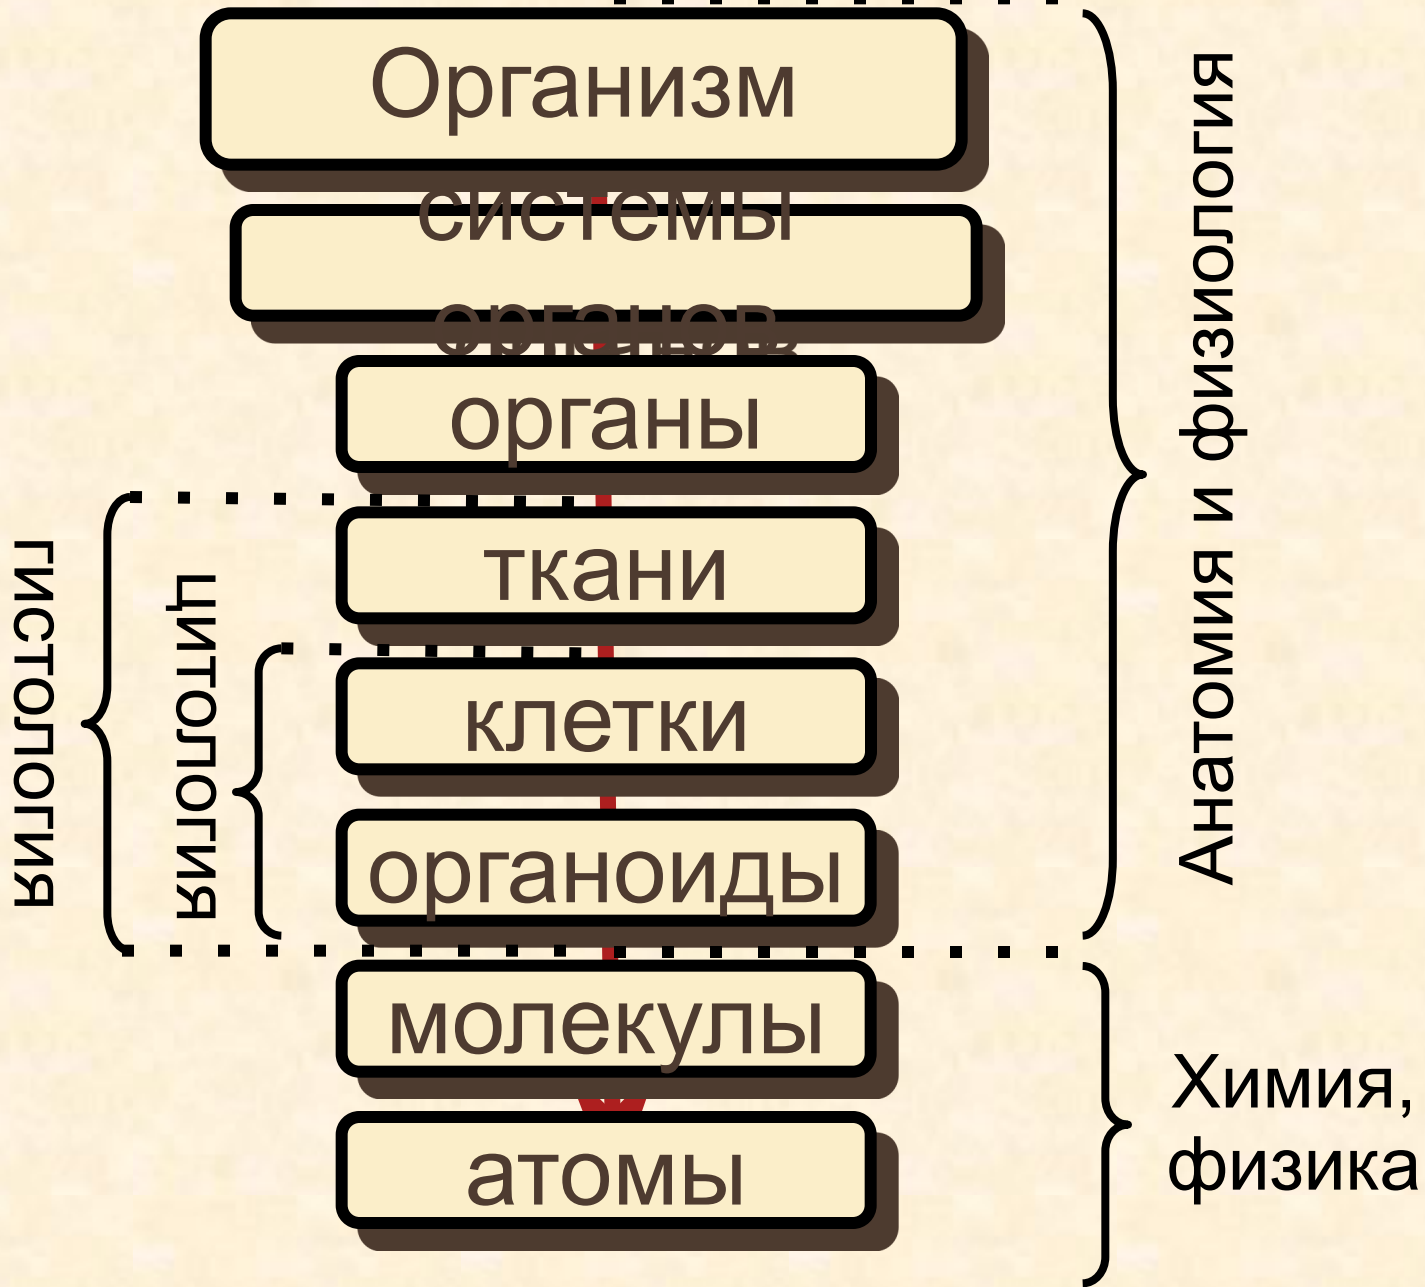 Организм
системы
органов
органы
ткани
клетки
органоиды
молекулы
атомы
гистология
цитология
Анатомия и физиология
Химия,
физика